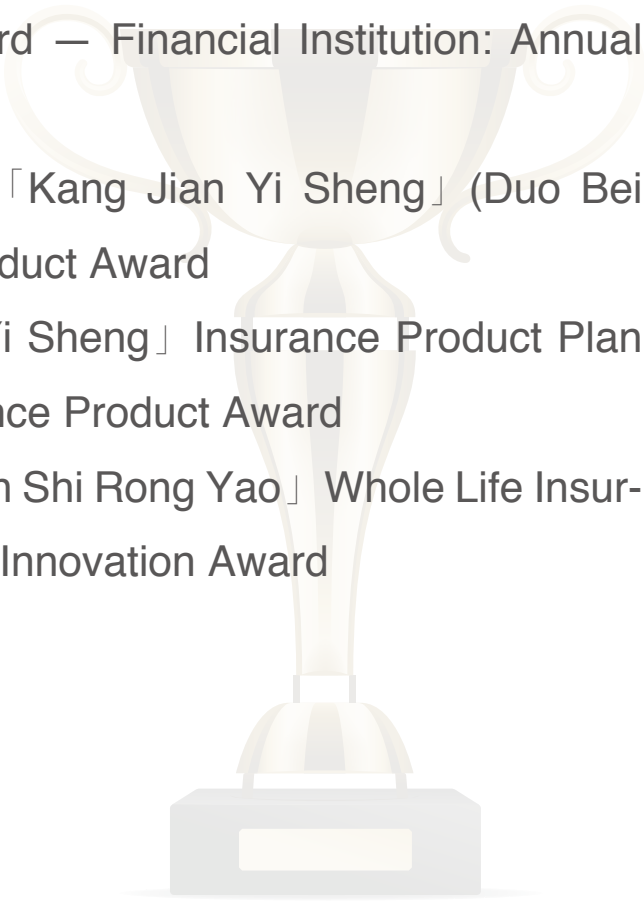 rd — Financial Institution: Annual
「Kang Jian Yi Sheng」(Duo Bei
duct Award
i Sheng」Insurance Product Plan
nce Product Award
n Shi Rong Yao」Whole Life Insur-
Innovation Award